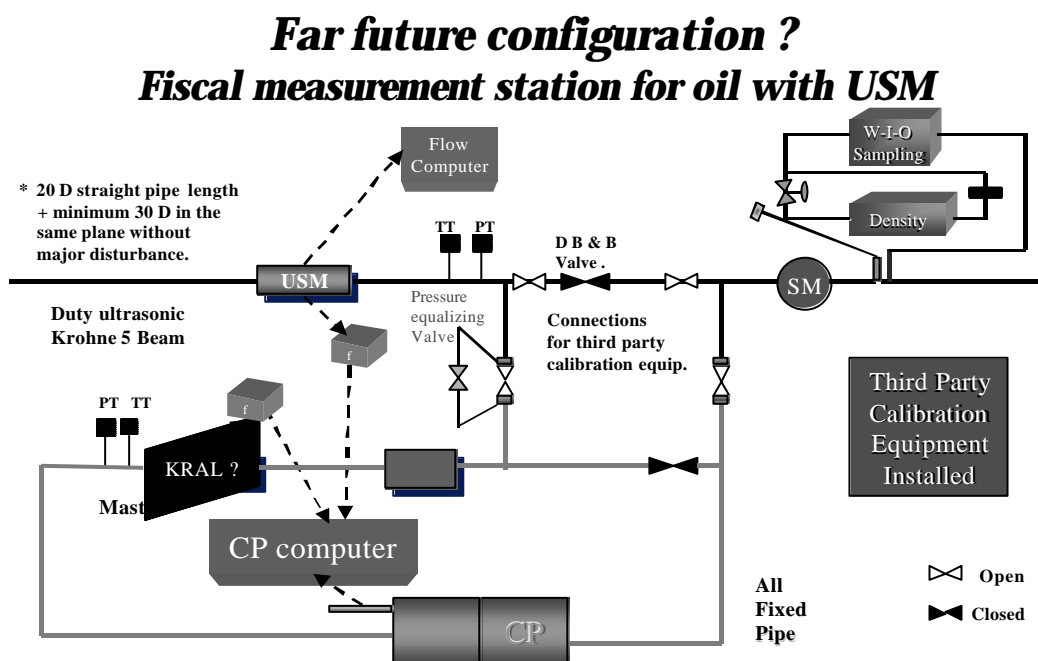 Far future configuration ?
Fiscal measurement station for oil with USM
W-I-O
Sampling
Flow
Computer
* 20 D straight pipe length
+ minimum 30 D in the
same plane without
major disturbance.
Density
TT
PT
D B & B
Valve .
USM
SM
Duty ultrasonic
Krohne 5 Beam
Pressure
equalizing
Valve
Connections
for third party
calibration equip.
f
f
PT
TT
Third Party
Calibration
Equipment
Installed
KRAL ?
Mast
CP computer
CP
All
Fixed
Pipe
Open
Closed